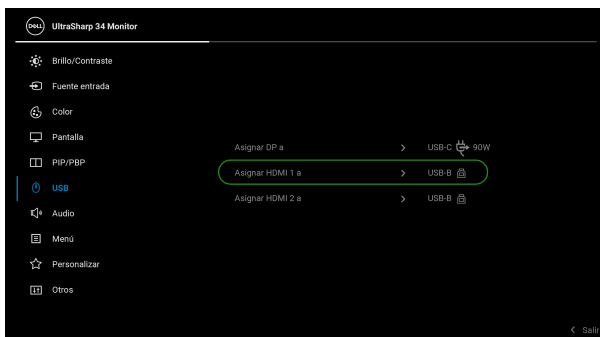 DELL UltraSharp 34 Monitor
Brillo/Contraste
Fuente entrada
Color
Pantalla
Asignar DP a > USB-C 90W
PIP/PBP
Asignar HDMI 1 a > USB-B
USB
Asignar HDMI 2 a > USB-B
Audio
Menú
Personalizar
Otros
< Salir